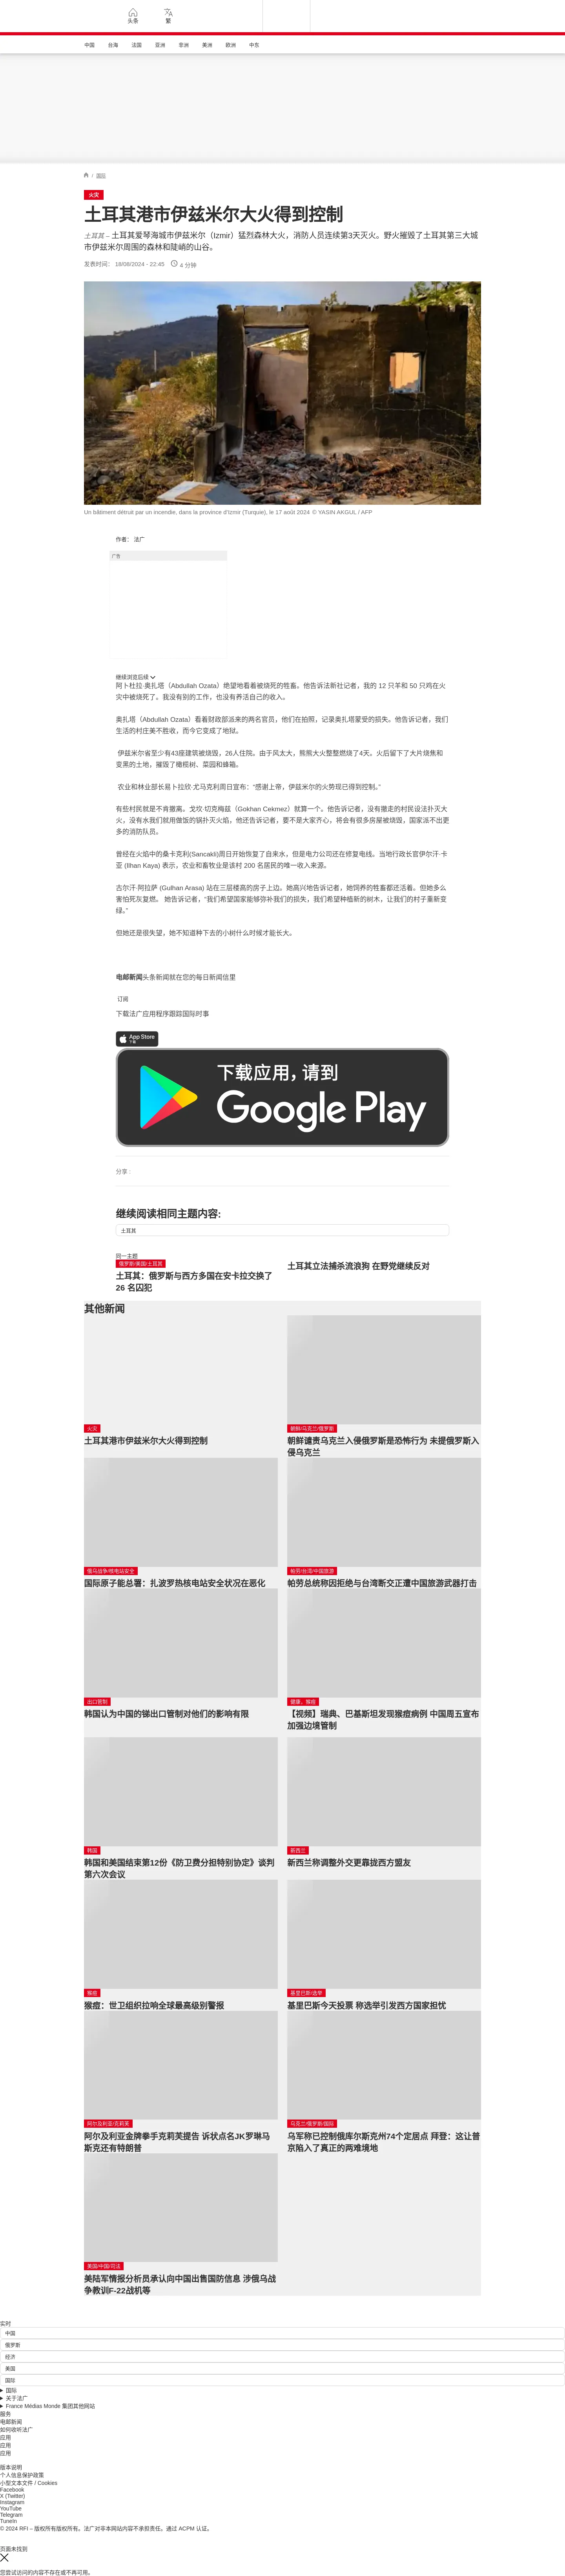 头条
繁
中国 台海 法国 亚洲 非洲 美洲 欧洲 中东
/ 国际
火灾
土耳其港市伊兹米尔大火得到控制
土耳其 – 土耳其爱琴海城市伊兹米尔（Izmir）猛烈森林大火，消防人员连续第3天灭火。野火摧毁了土耳其第三大城
市伊兹米尔周围的森林和陡峭的山谷。
发表时间： 18/08/2024 - 22:45 4 分钟
Un bâtiment détruit par un incendie, dans la province d'Izmir (Turquie), le 17 août 2024 © YASIN AKGUL / AFP
作者： 法广
广告
继续浏览后续
阿卜杜拉·奥扎塔（Abdullah Ozata）绝望地看着被烧死的牲畜。他告诉法新社记者，我的 12 只羊和 50 只鸡在火
灾中被烧死了。我没有别的工作，也没有养活自己的收入。
奥扎塔（Abdullah Ozata）看着财政部派来的两名官员，他们在拍照，记录奥扎塔蒙受的损失。他告诉记者，我们
生活的村庄美不胜收，而今它变成了地狱。
伊兹米尔省至少有43座建筑被烧毁，26人住院。由于风太大，熊熊大火整整燃烧了4天。火后留下了大片烧焦和
变黑的土地，摧毁了橄榄树、菜园和蜂箱。
农业和林业部长易卜拉欣·尤马克利周日宣布：“感谢上帝，伊兹米尔的火势现已得到控制。”
有些村民就是不肯撤离。戈坎·切克梅兹（Gokhan Cekmez）就算一个。他告诉记者，没有撤走的村民设法扑灭大
火，没有水我们就用做饭的锅扑灭火焰，他还告诉记者，要不是大家齐心，将会有很多房屋被烧毁，国家派不出更
多的消防队员。
曾经在火焰中的桑卡克利(Sancakli)周日开始恢复了自来水，但是电力公司还在修复电线。当地行政长官伊尔汗·卡
亚 (Ilhan Kaya) 表示，农业和畜牧业是该村 200 名居民的唯一收入来源。
古尔汗·阿拉萨 (Gulhan Arasa) 站在三层楼高的房子上边。她高兴地告诉记者，她饲养的牲畜都还活着。但她多么
害怕死灰复燃。 她告诉记者，“我们希望国家能够弥补我们的损失，我们希望种植新的树木，让我们的村子重新变
绿。”
但她还是很失望，她不知道种下去的小树什么时候才能长大。
电邮新闻头条新闻就在您的每日新闻信里
订阅
下载法广应用程序跟踪国际时事
App Store
下载
下载应用，请到
Google Play
分享 :
继续阅读相同主题内容:
土耳其
同一主题
俄罗斯/美国/土耳其
土耳其：俄罗斯与西方多国在安卡拉交换了
26 名囚犯
土耳其立法捕杀流浪狗 在野党继续反对
其他新闻
火灾
土耳其港市伊兹米尔大火得到控制
朝鲜/乌克兰/俄罗斯
朝鲜谴责乌克兰入侵俄罗斯是恐怖行为 未提俄罗斯入
侵乌克兰
俄乌战争/核电站安全
国际原子能总署：扎波罗热核电站安全状况在恶化
帕劳/台湾/中国旅游
帕劳总统称因拒绝与台湾断交正遭中国旅游武器打击
出口管制
韩国认为中国的锑出口管制对他们的影响有限
健康，猴痘
【视频】瑞典、巴基斯坦发现猴痘病例 中国周五宣布
加强边境管制
韩国
韩国和美国结束第12份《防卫费分担特别协定》谈判
第六次会议
新西兰
新西兰称调整外交更靠拢西方盟友
猴痘
猴痘：世卫组织拉响全球最高级别警报
基里巴斯/选举
基里巴斯今天投票 称选举引发西方国家担忧
阿尔及利亚/克莉芙
阿尔及利亚金牌拳手克莉芙提告 诉状点名JK罗琳马
斯克还有特朗普
乌克兰/俄罗斯/国际
乌军称已控制俄库尔斯克州74个定居点 拜登：这让普
京陷入了真正的两难境地
美国/中国/司法
美陆军情报分析员承认向中国出售国防信息 涉俄乌战
争教训F-22战机等
实时
中国
俄罗斯
经济
美国
国际
国际
关于法广
France Médias Monde 集团其他网站
服务
电邮新闻
如何收听法广
应用
应用
应用
版本说明
个人信息保护政策
小型文本文件 / Cookies
Facebook
X (Twitter)
Instagram
YouTube
Telegram
TuneIn
© 2024 RFI – 版权所有版权所有。法广对非本网站内容不承担责任。通过 ACPM 认证。
页面未找到
您尝试访问的内容不存在或不再可用。